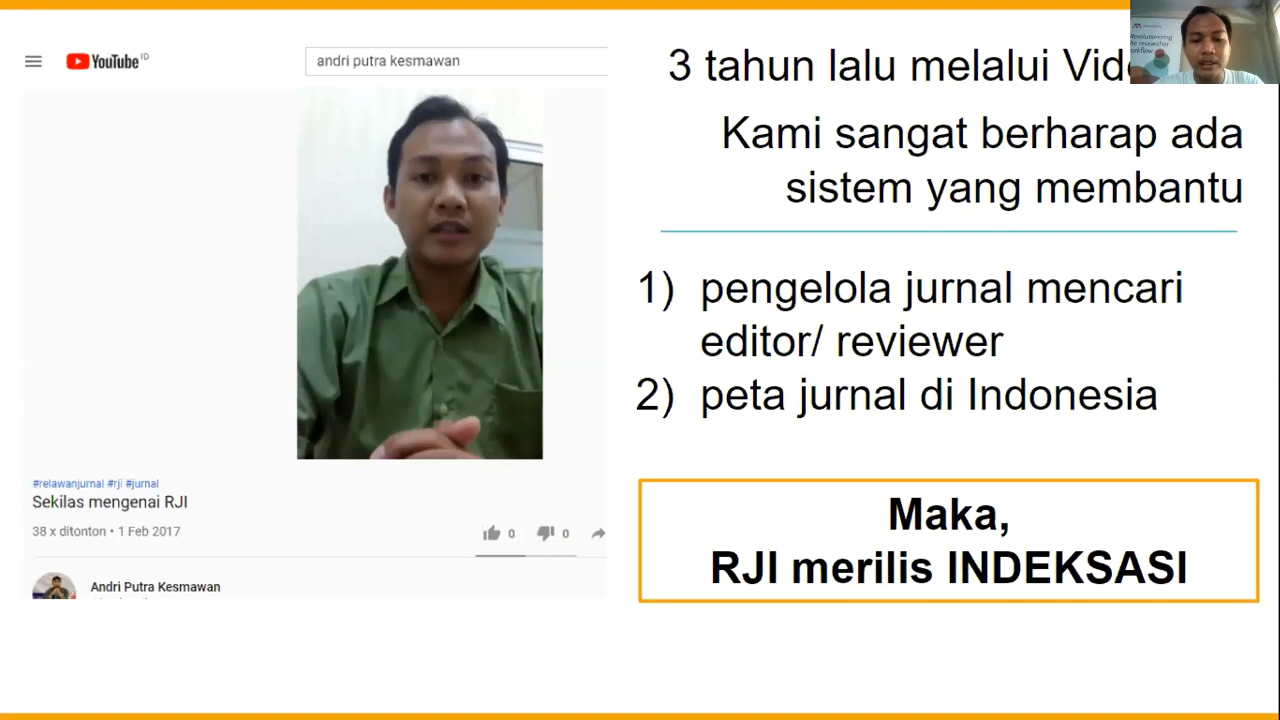 YouTube ID
andri putra kesmawan
#relawanjurnal #rji #jurnal
Sekilas mengenai RJI
38 x ditonton • 1 Feb 2017
0
0
Andri Putra Kesmawan
3 tahun lalu melalui
Kami sangat berharap ada
sistem yang membantu
1) pengelola jurnal mencari
editor/ reviewer
2) peta jurnal di Indonesia
Maka,
RJI merilis INDEKSASI